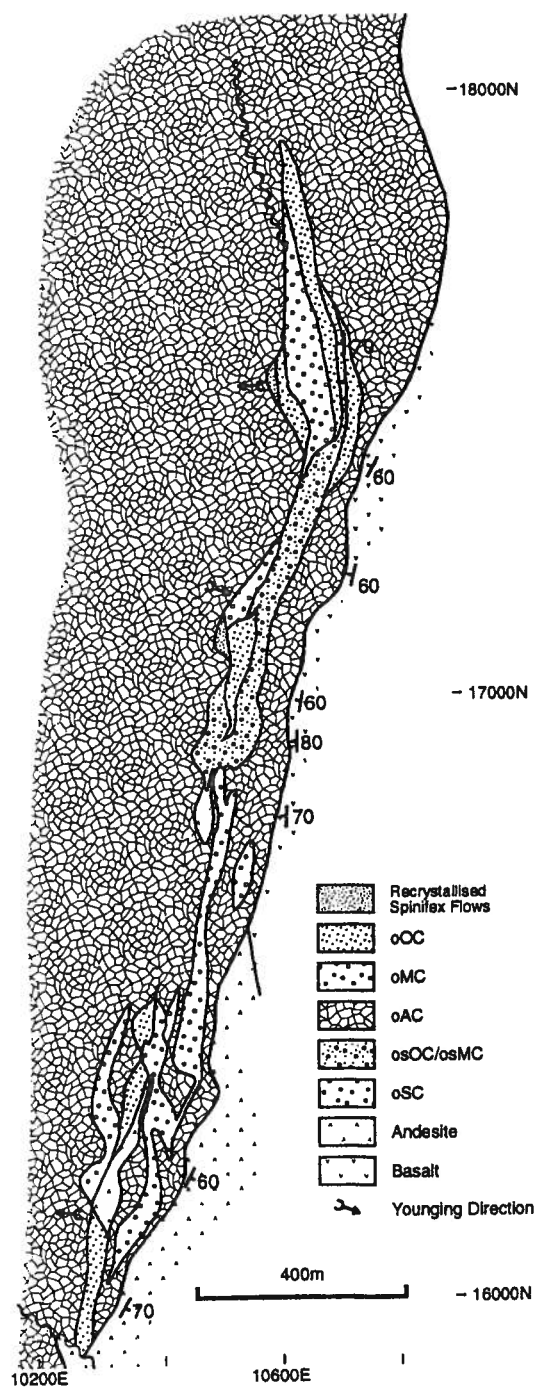 18000N
70
60
60
17000N
60
80
70
Recrystallised
Spinifex Flows
oOC
oMC
oAC
osOC/osMC
oSC
Andesite
Basalt
Younging Direction
60
400m
16000N
70
10200E
10600E